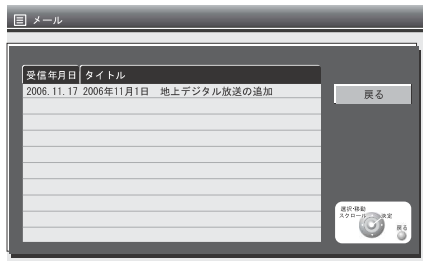 メール
受信年月日 タイトル
2006.11.17 2006年11月1日 地上デジタル放送の追加
戻る
選択・移動
スクロール 決定
戻る